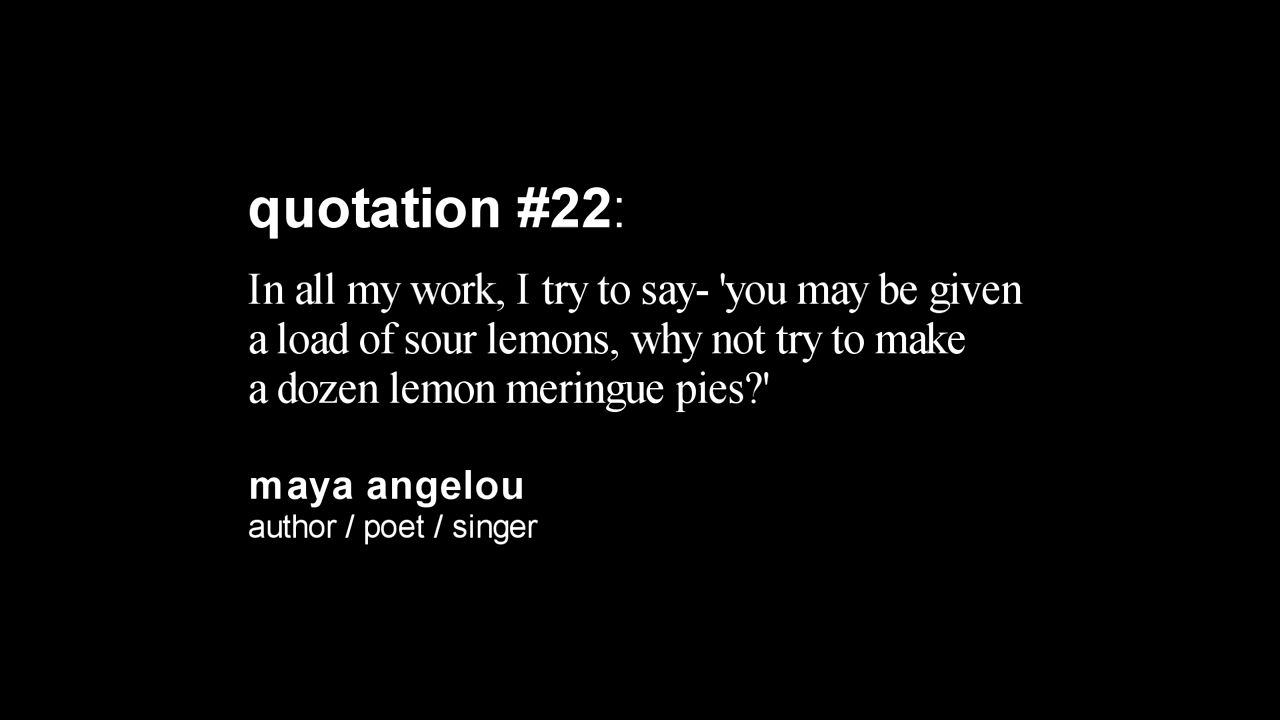 quotation #22:
In all my work, I try to say- 'you may be given
a load of sour lemons, why not try to make
a dozen lemon meringue pies?'
maya angelou
author / poet / singer